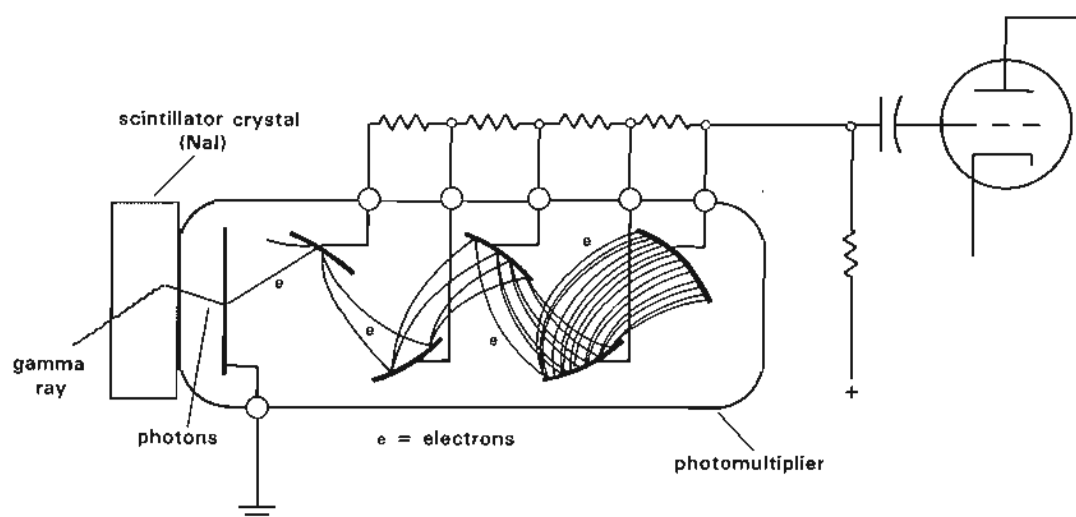 scintillator crystal
(NaI)
e
e
e
e
gamma
ray
photons
e = electrons
photomultiplier
+